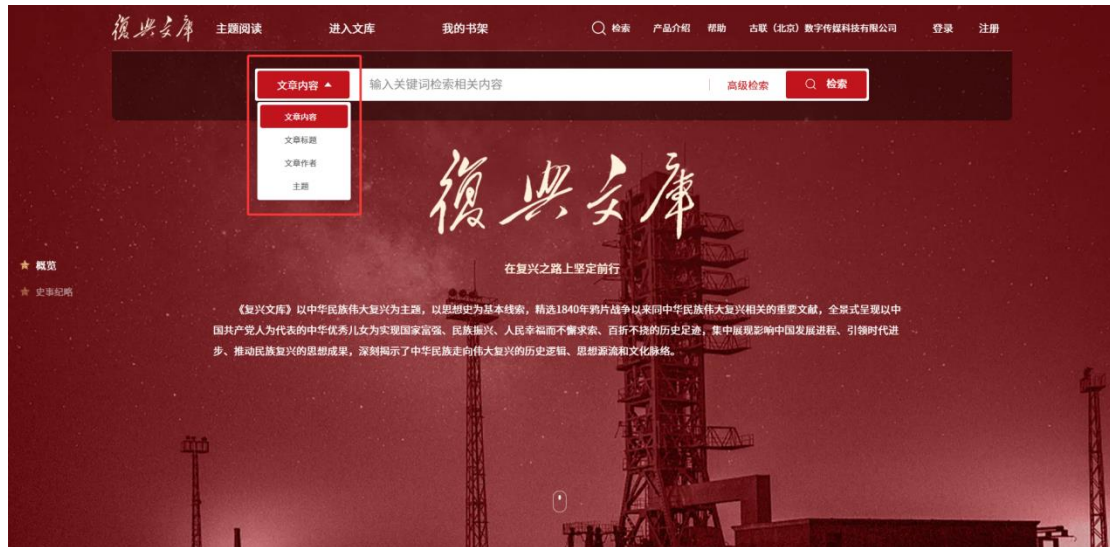 復興文庫 主题阅读 进入文库 我的书架 检索 产品介绍 帮助 古联（北京）数字传媒科技有限公司 登录 注册
文章内容 输入关键词检索相关内容 高级检索 检索
文章内容
文章标题
文章作者
主题
復興文庫
在复兴之路上坚定前行
概览
史事纪略
《复兴文库》以中华民族伟大复兴为主题，以思想史为基本线索，精选1840年鸦片战争以来同中华民族伟大复兴相关的重要文献，全景式呈现以中
国共产党人为代表的中华优秀儿女为实现国家富强、民族振兴、人民幸福而不懈求索、百折不挠的历史足迹，集中展现影响中国发展进程、引领时代进
步、推动民族复兴的思想成果，深刻揭示了中华民族走向伟大复兴的历史逻辑、思想源流和文化脉络。